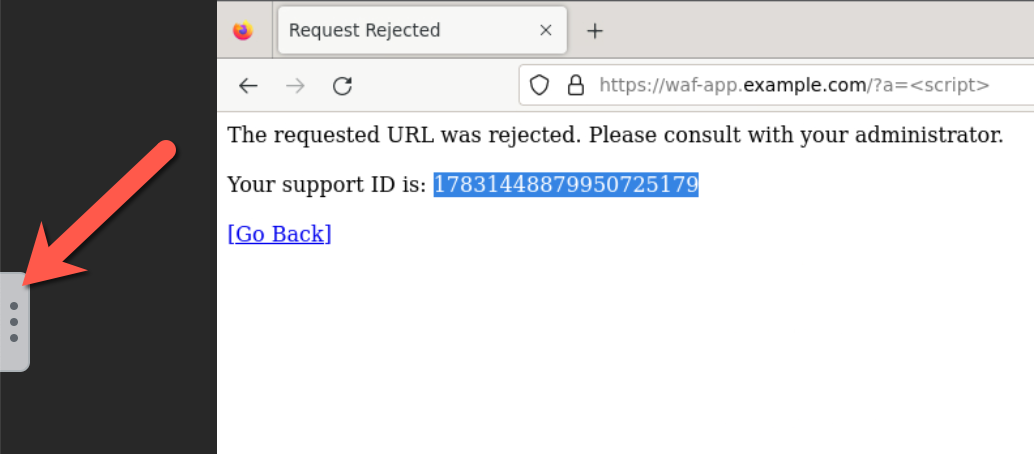 Request Rejected
https://waf-app.example.com/?a=<script>
The requested URL was rejected. Please consult with your administrator.
Your support ID is: 17831448879950725179
[Go Back]